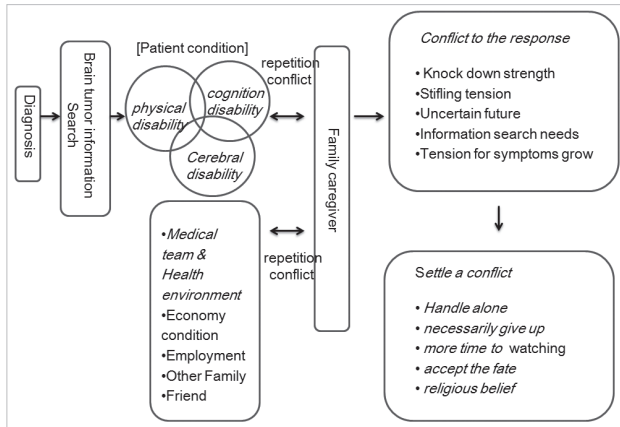 Diagnosis
Brain tumor information
Search
[Patient condition]
physical
disability
cognition
disability
Cerebral
disability
repetition
conflict
•Medical
team &
Health
environment
•Economy
condition
•Employment
•Other Family
•Friend
repetition
conflict
Family caregiver
Conflict to the response
•Knock down strength
•Stifling tension
•Uncertain future
•Information search needs
•Tension for symptoms grow
Settle a conflict
•Handle alone
•necessarily give up
•more time to watching
•accept the fate
•religious belief